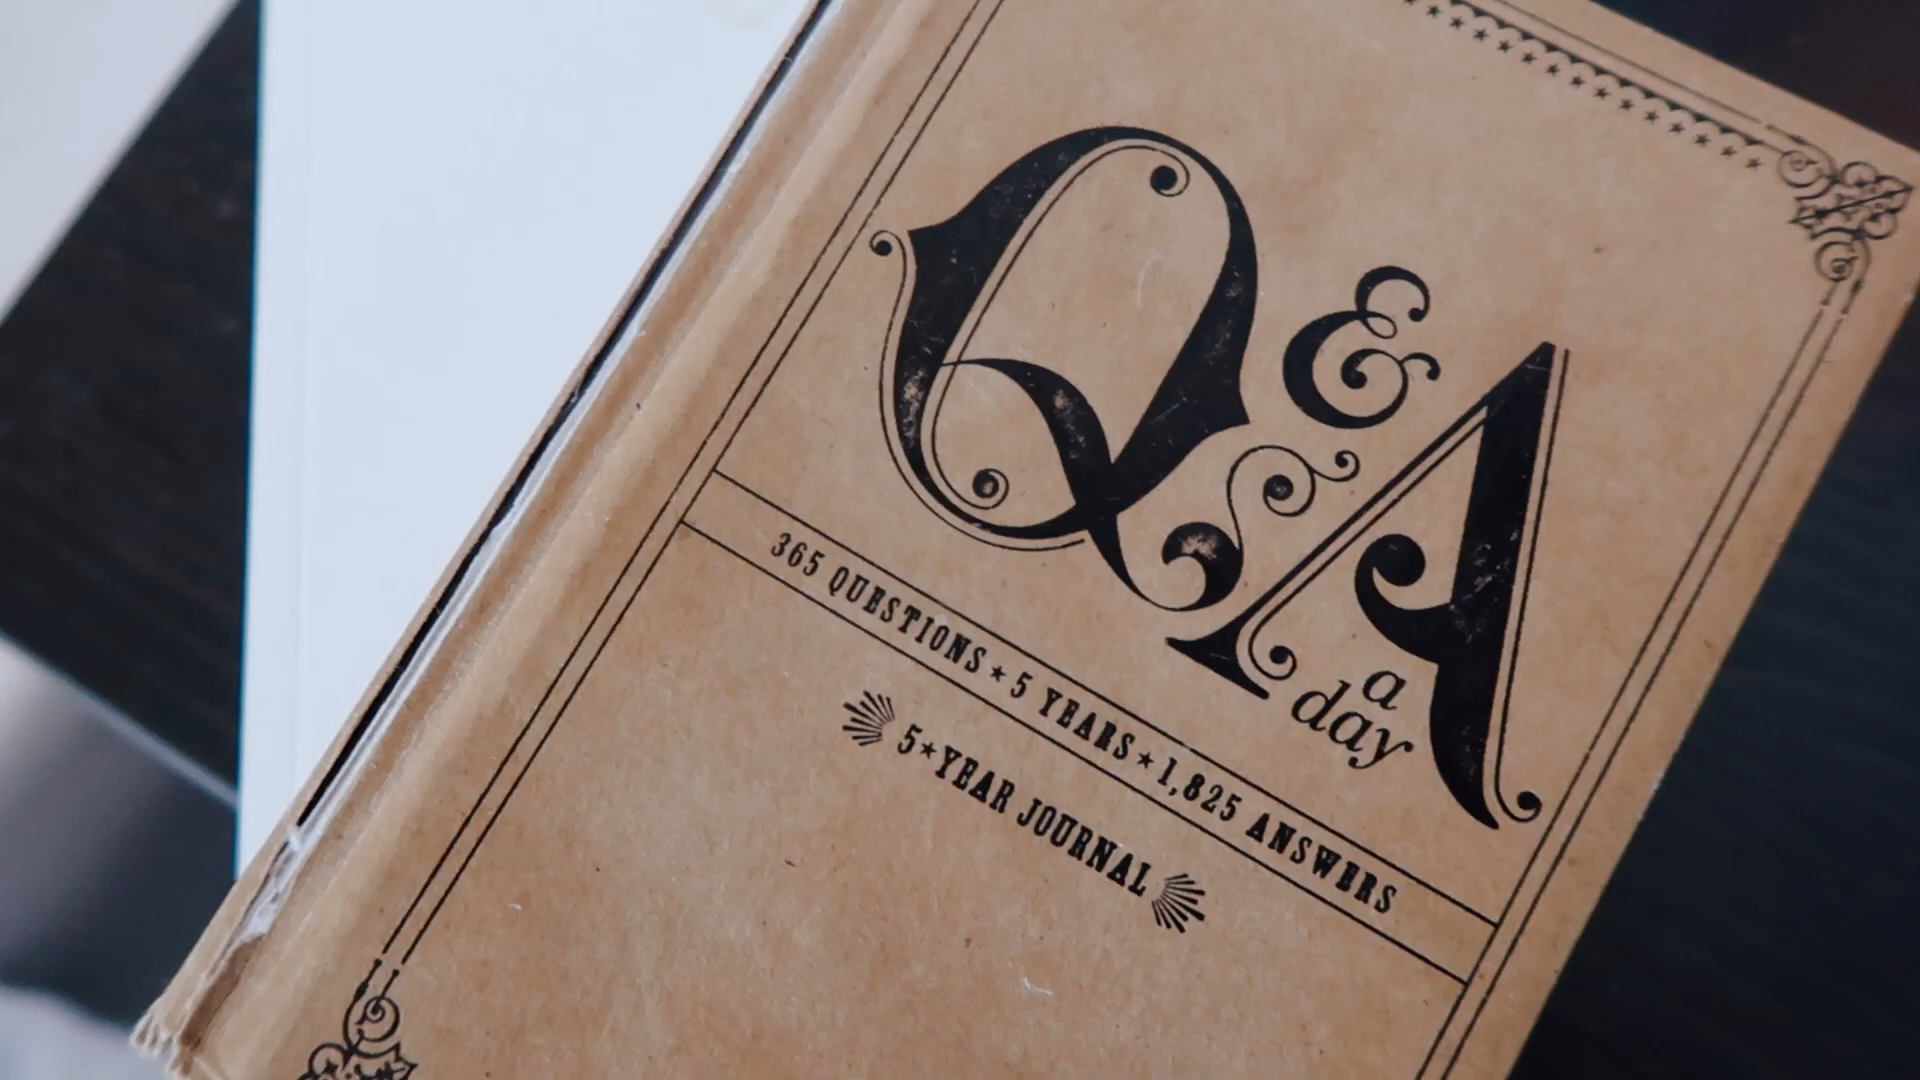 Q & A
a
day
365 QUESTIONS ★ 5 YEARS ★ 1,825 ANSWERS
5★YEAR JOURNAL